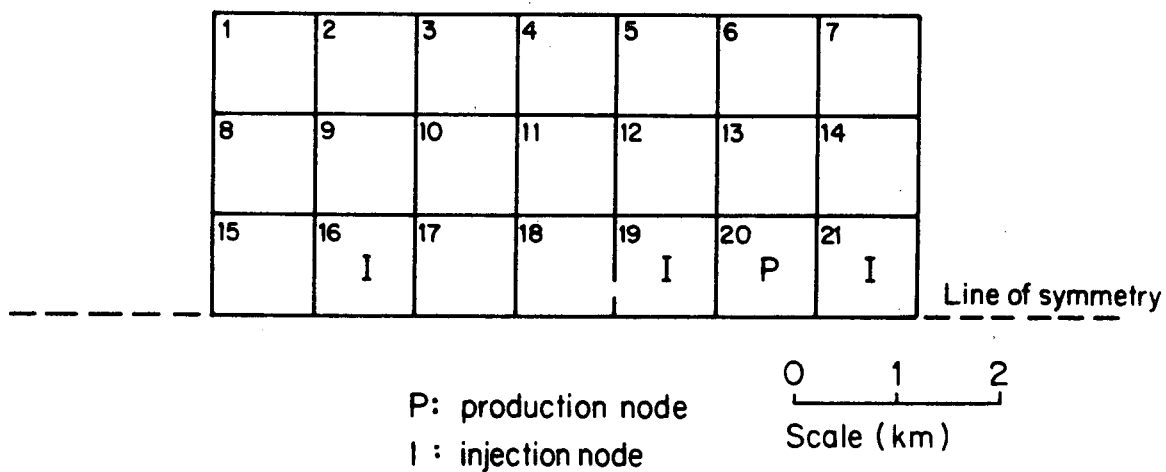 1 2 3 4 5 6 7
8 9 10 11 12 13 14
15 16 17 18 19 20 21
I I P I
Line of symmetry
P: production node
I : injection node
0 1 2
Scale (km)